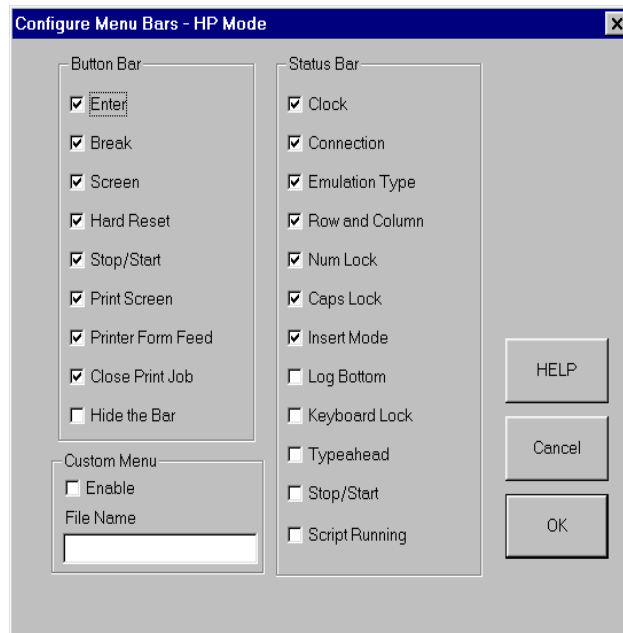 Configure Menu Bars - HP Mode
Button Bar
Enter
Break
Screen
Hard Reset
Stop/Start
Print Screen
Printer Form Feed
Close Print Job
Hide the Bar
Custom Menu
Enable
File Name
Status Bar
Clock
Connection
Emulation Type
Row and Column
Num Lock
Caps Lock
Insert Mode
Log Bottom
Keyboard Lock
Typeahead
Stop/Start
Script Running
HELP
Cancel
OK